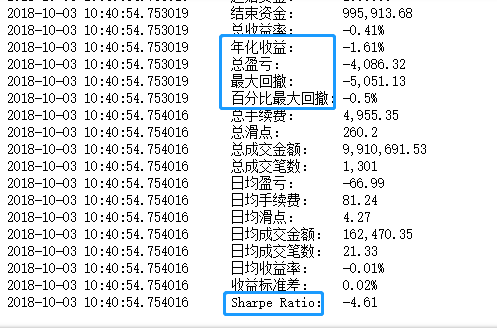 2018-10-03 10:40:54.753019 结束资金: 995,913.68
2018-10-03 10:40:54.753019 总收益率: -0.41%
2018-10-03 10:40:54.753019 年化收益: -1.61%
2018-10-03 10:40:54.753019 总盈亏: -4,086.32
2018-10-03 10:40:54.753019 最大回撤: -5,051.13
2018-10-03 10:40:54.753019 百分比最大回撤: -0.5%
2018-10-03 10:40:54.754016 总手续费: 4,955.35
2018-10-03 10:40:54.754016 总滑点: 260.2
2018-10-03 10:40:54.754016 总成交金额: 9,910,691.53
2018-10-03 10:40:54.754016 总成交笔数: 1,301
2018-10-03 10:40:54.754016 日均盈亏: -66.99
2018-10-03 10:40:54.754016 日均手续费: 81.24
2018-10-03 10:40:54.754016 日均滑点: 4.27
2018-10-03 10:40:54.754016 日均成交金额: 162,470.35
2018-10-03 10:40:54.754016 日均成交笔数: 21.33
2018-10-03 10:40:54.754016 日均收益率: -0.01%
2018-10-03 10:40:54.754016 收益标准差: 0.02%
2018-10-03 10:40:54.754016 Sharpe Ratio: -4.61